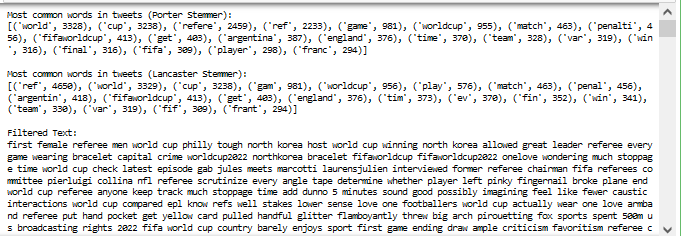 Most common words in tweets (Porter Stemmer):
[('world', 3328), ('cup', 3238), ('refere', 2459), ('ref', 2233), ('game', 981), ('worldcup', 955), ('match', 463), ('penalti', 4
56), ('fifaworldcup', 413), ('get', 403), ('argentina', 387), ('england', 376), ('time', 370), ('team', 328), ('var', 319), ('win
', 316), ('final', 316), ('fifa', 309), ('player', 298), ('franc', 294)]
Most common words in tweets (Lancaster Stemmer):
[('ref', 4650), ('world', 3329), ('cup', 3238), ('gam', 981), ('worldcup', 956), ('play', 576), ('match', 463), ('penal', 456),
('argentin', 418), ('fifaworldcup', 413), ('get', 403), ('england', 376), ('tim', 373), ('ev', 370), ('fin', 352), ('win', 341),
('team', 330), ('var', 319), ('fif', 309), ('frant', 294)]
Filtered Text:
first female referee men world cup philly tough north korea host world cup winning north korea allowed great leader referee every
game wearing bracelet capital crime worldcup2022 northkorea bracelet fifaworldcup fifaworldcup2022 onelove wondering much stoppag
e time world cup check latest episode gab jules meets marcotti laurensjulien interviewed former referee chairman fifa referees co
mmittee pierluigi collina nfl referee scrutinize every angle tape determine whether player left pinky fingernail broke plane end
world cup referee anyone keep track much stoppage time add dunno 5 minutes sound good possibly imagining feel like fewer caustic
interactions world cup compared epl know refs well stakes lower sense love one footballers world cup actually wear one love armba
nd referee put hand pocket get yellow card pulled handful glitter flamboyantly threw big arch pirouetting fox sports spent 500m u
s broadcasting rights 2022 fifa world cup country barely enjoys sport first game ending draw ample criticism favoritism referee c